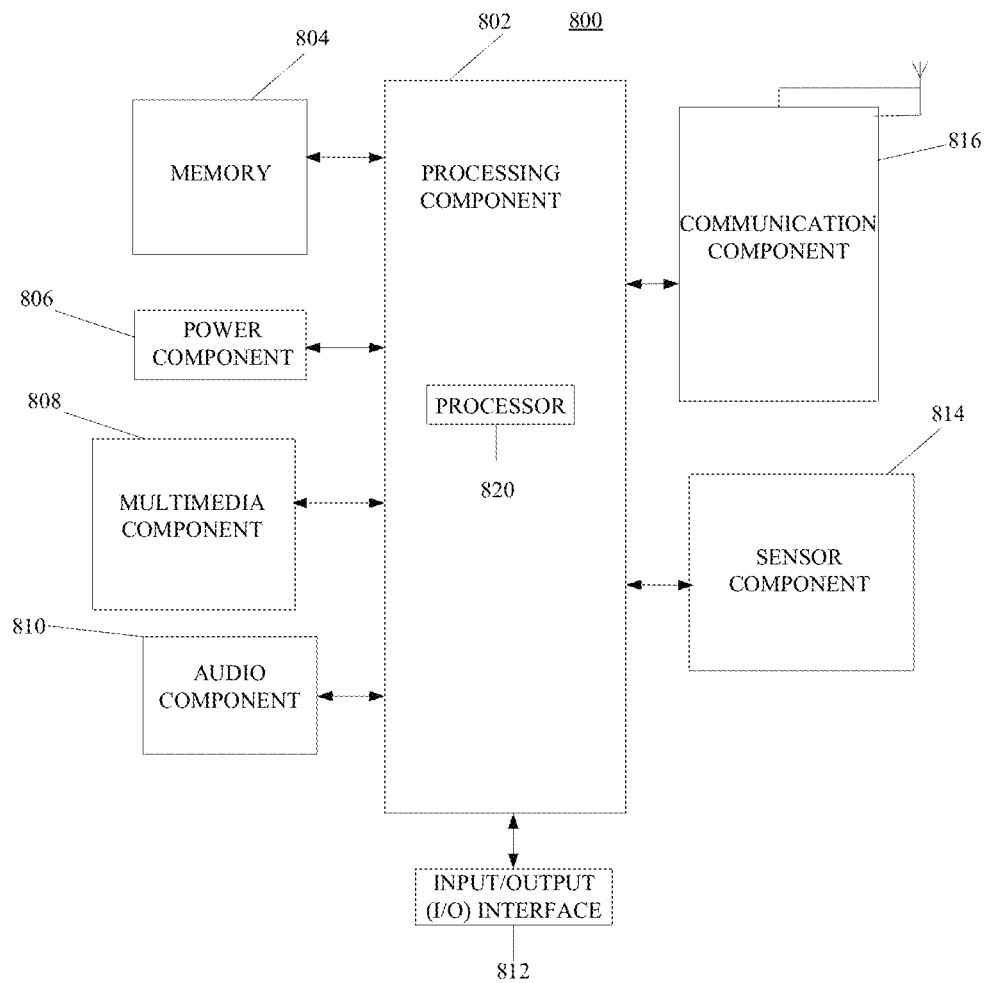 802
800
804
MEMORY
PROCESSING
COMPONENT
816
COMMUNICATION
COMPONENT
806
POWER
COMPONENT
808
PROCESSOR
820
814
MULTIMEDIA
COMPONENT
SENSOR
COMPONENT
810
AUDIO
COMPONENT
INPUT/OUTPUT
(I/O) INTERFACE
812